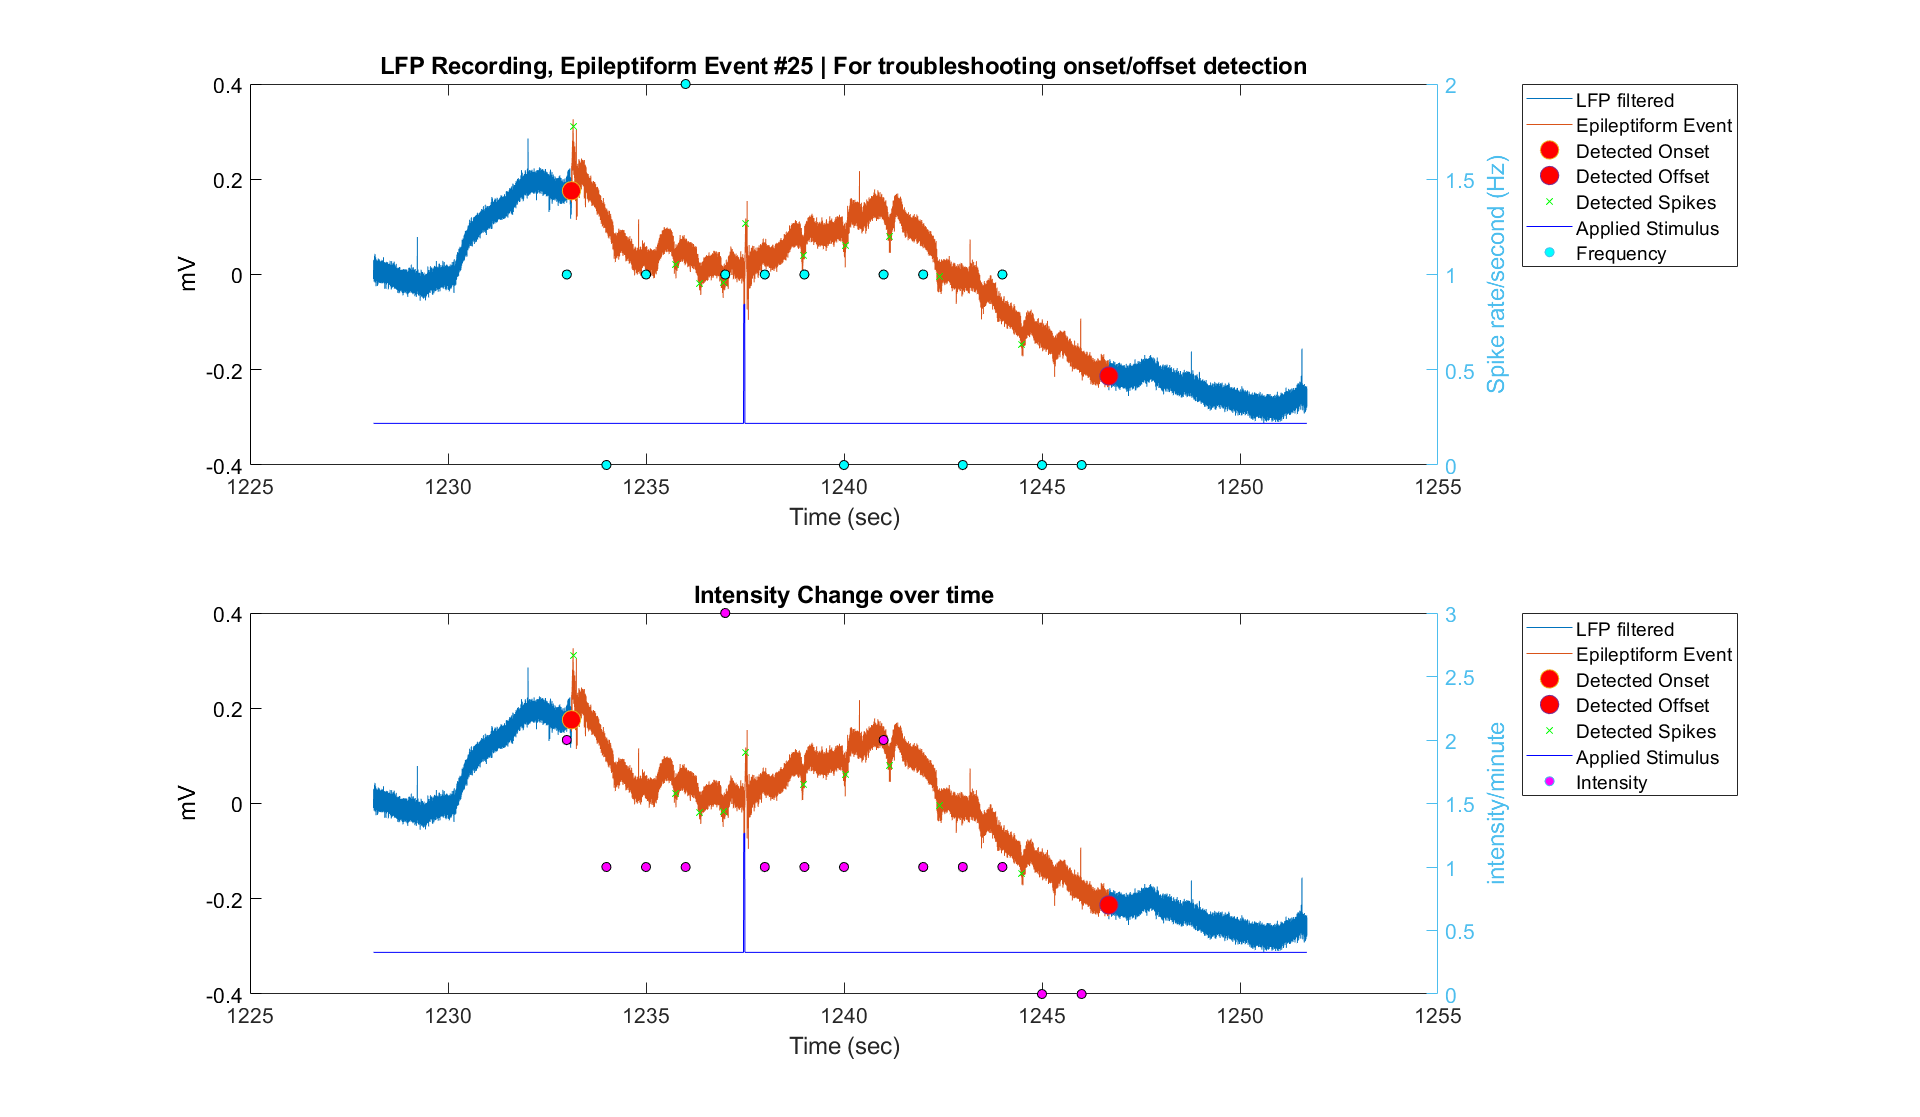 LFP Recording, Epileptiform Event #25 | For troubleshooting onset/offset detection
0.4
0.2
0
-0.2
-0.4
mV
2
1.5
1
0.5
0
Spike rate/second (Hz)
1225 1230 1235 1240 1245 1250 1255
Time (sec)
LFP filtered
Epileptiform Event
Detected Onset
Detected Offset
Detected Spikes
Applied Stimulus
Frequency
Intensity Change over time
0.4
0.2
0
-0.2
-0.4
mV
3
2.5
2
1.5
1
0.5
0
intensity/minute
1225 1230 1235 1240 1245 1250 1255
Time (sec)
LFP filtered
Epileptiform Event
Detected Onset
Detected Offset
Detected Spikes
Applied Stimulus
Intensity